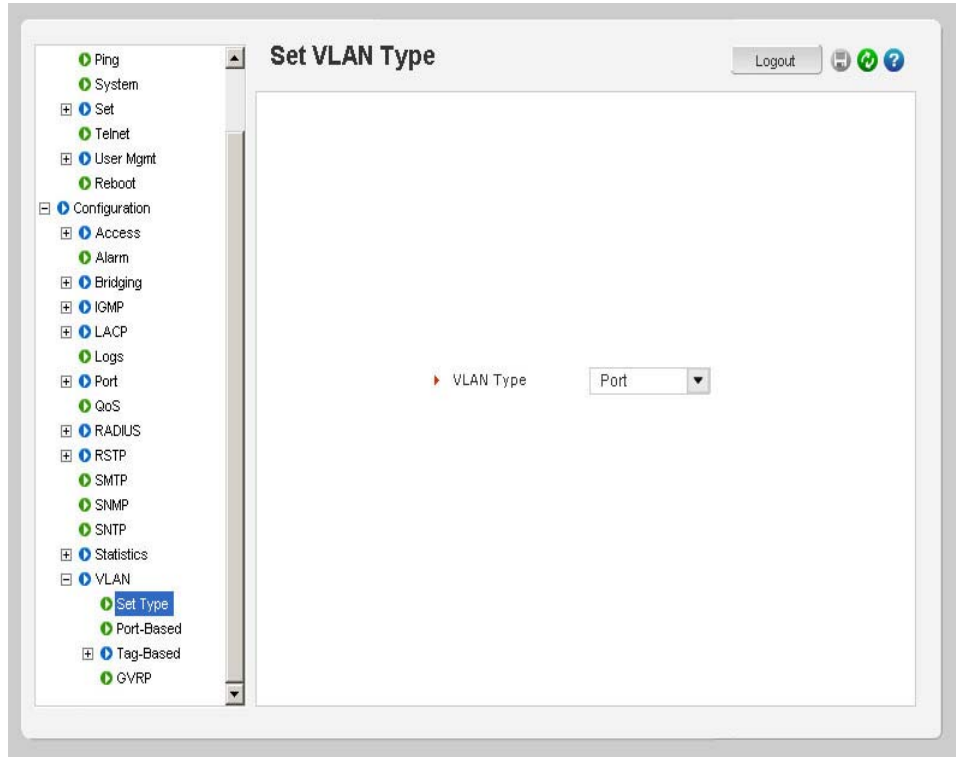 Set VLAN Type
Logout
?
Ping
System
Set
Telnet
User Mgmt
Reboot
Configuration
Access
Alarm
Bridging
IGMP
LACP
Logs
Port
QoS
RADIUS
RSTP
SMTP
SNMP
SNTP
Statistics
VLAN
Set Type
Port-Based
Tag-Based
GVRP
VLAN Type Port